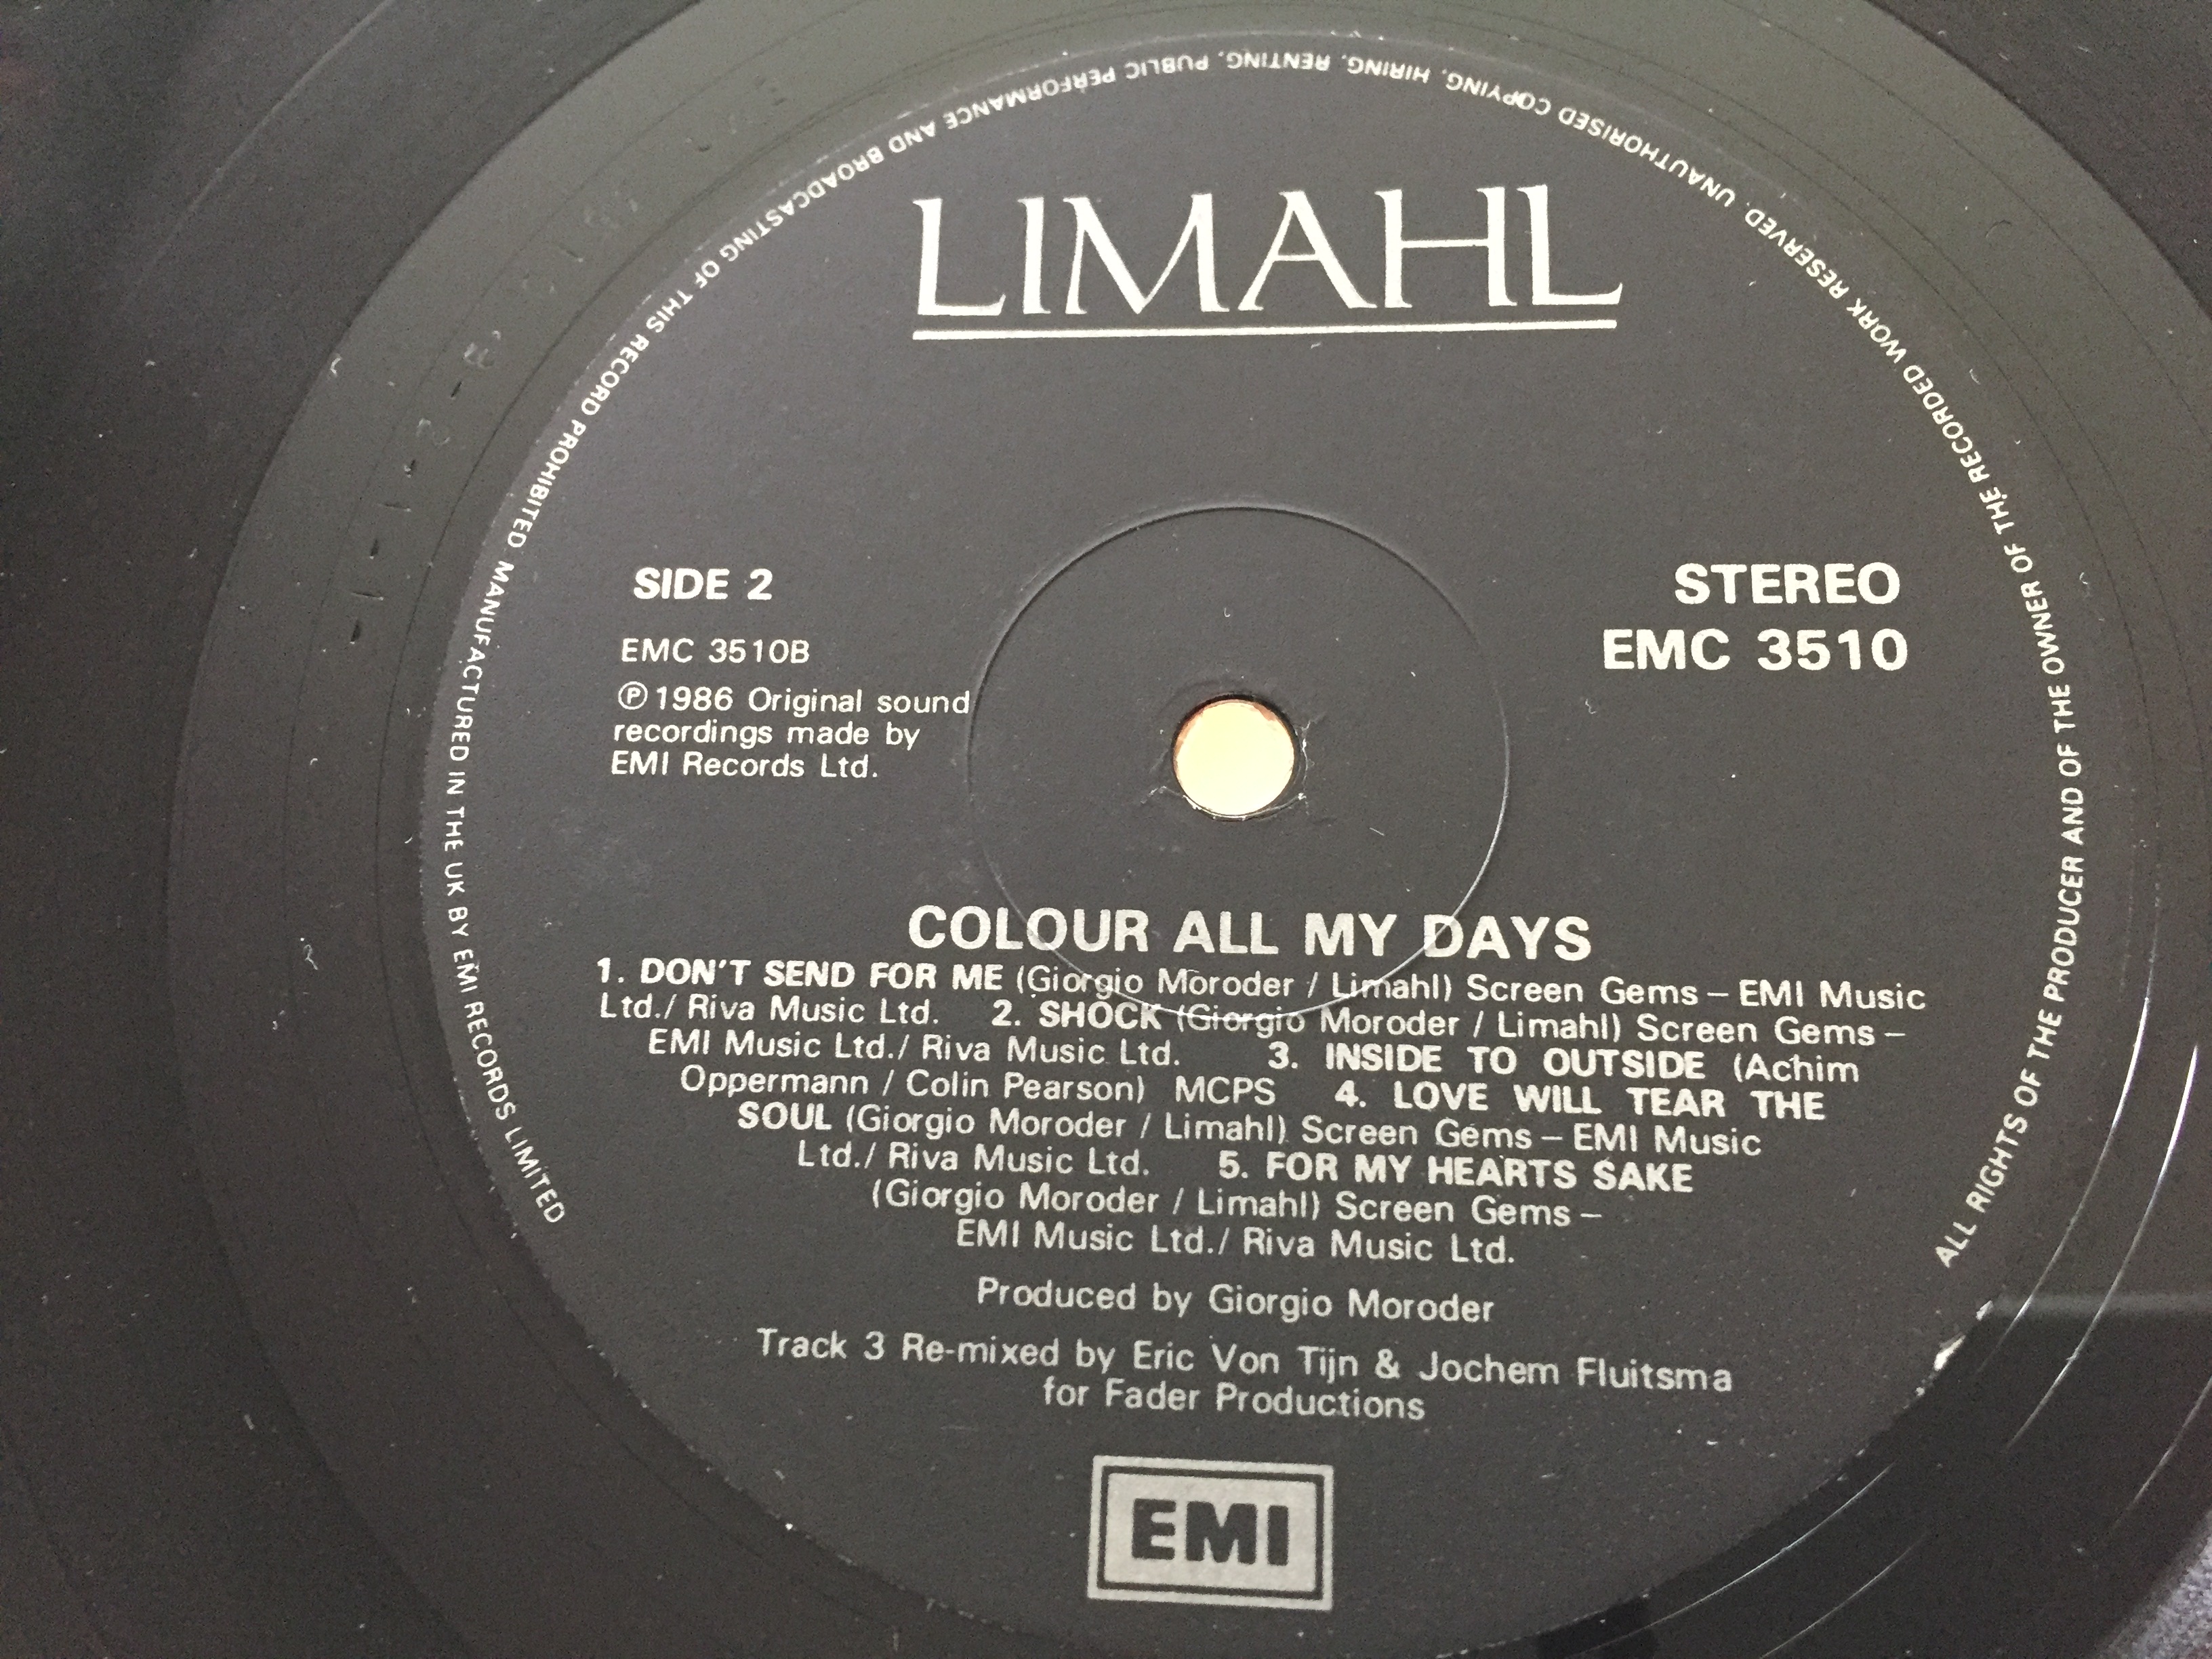 LIMAHL
SIDE 2
EMC 3510B
Ⓟ1986 Original sound
recordings made by
EMI Records Ltd.
STEREO
EMC 3510
COLOUR ALL MY DAYS
1. DON'T SEND FOR ME (Giorgio Moroder / Limahl) Screen Gems – EMI Music
Ltd./ Riva Music Ltd. 2. SHOCK (Giorgio Moroder / Limahl) Screen Gems –
EMI Music Ltd./ Riva Music Ltd. 3. INSIDE TO OUTSIDE (Achim
Oppermann / Colin Pearson) MCPS 4. LOVE WILL TEAR THE
SOUL (Giorgio Moroder / Limahl) Screen Gems – EMI Music
Ltd./ Riva Music Ltd. 5. FOR MY HEARTS SAKE
(Giorgio Moroder / Limahl) Screen Gems –
EMI Music Ltd./ Riva Music Ltd.
Produced by Giorgio Moroder
Track 3 Re-mixed by Eric Von Tijn & Jochem Fluitsma
for Fader Productions
EMI
ALL RIGHTS OF THE PRODUCER AND OF THE OWNER OF THE RECORDED WORK RESERVED. UNAUTHORISED COPYING, HIRING, RENTING, PUBLIC PERFORMANCE AND BROADCASTING OF THIS RECORD PROHIBITED. MANUFACTURED IN THE UK BY EMI RECORDS LIMITED